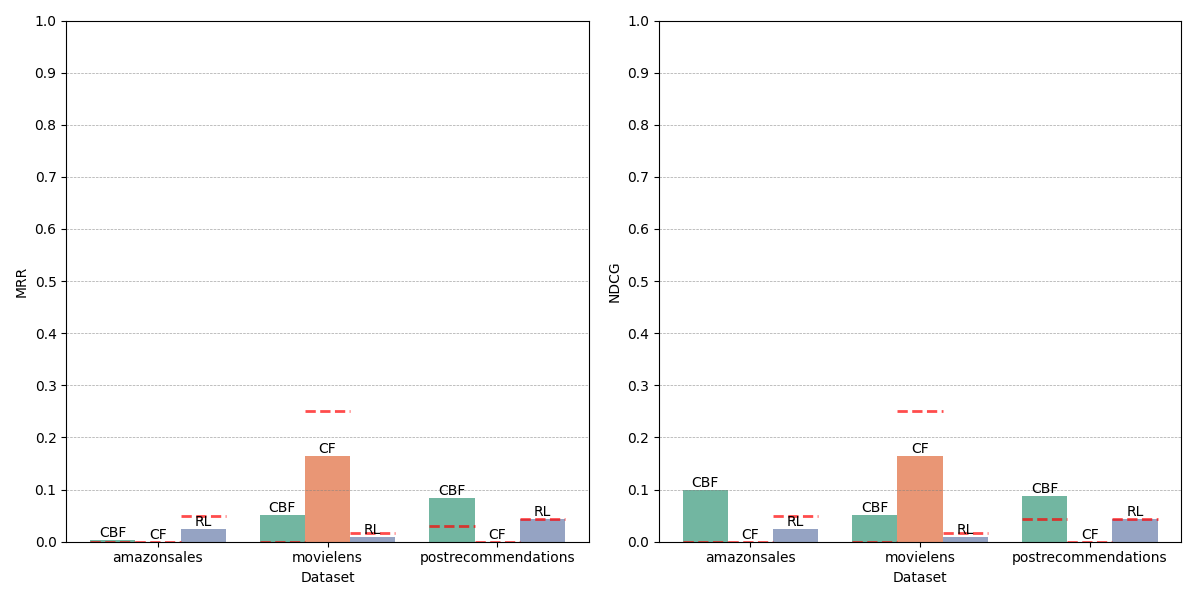 1.0
0.9
0.8
0.7
0.6
0.5
0.4
0.3
0.2
0.1
0.0
MRR
CBF CF RL CBF CF RL CBF CF RL
amazonsales movielens postrecommendations
Dataset
1.0
0.9
0.8
0.7
0.6
0.5
0.4
0.3
0.2
0.1
0.0
NDCG
CBF CF RL CBF CF RL CBF CF RL
amazonsales movielens postrecommendations
Dataset